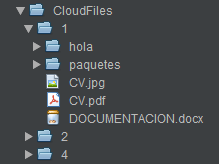 CloudFiles
1
hola
paquetes
CV.jpg
CV.pdf
DOCUMENTACION.docx
2
4